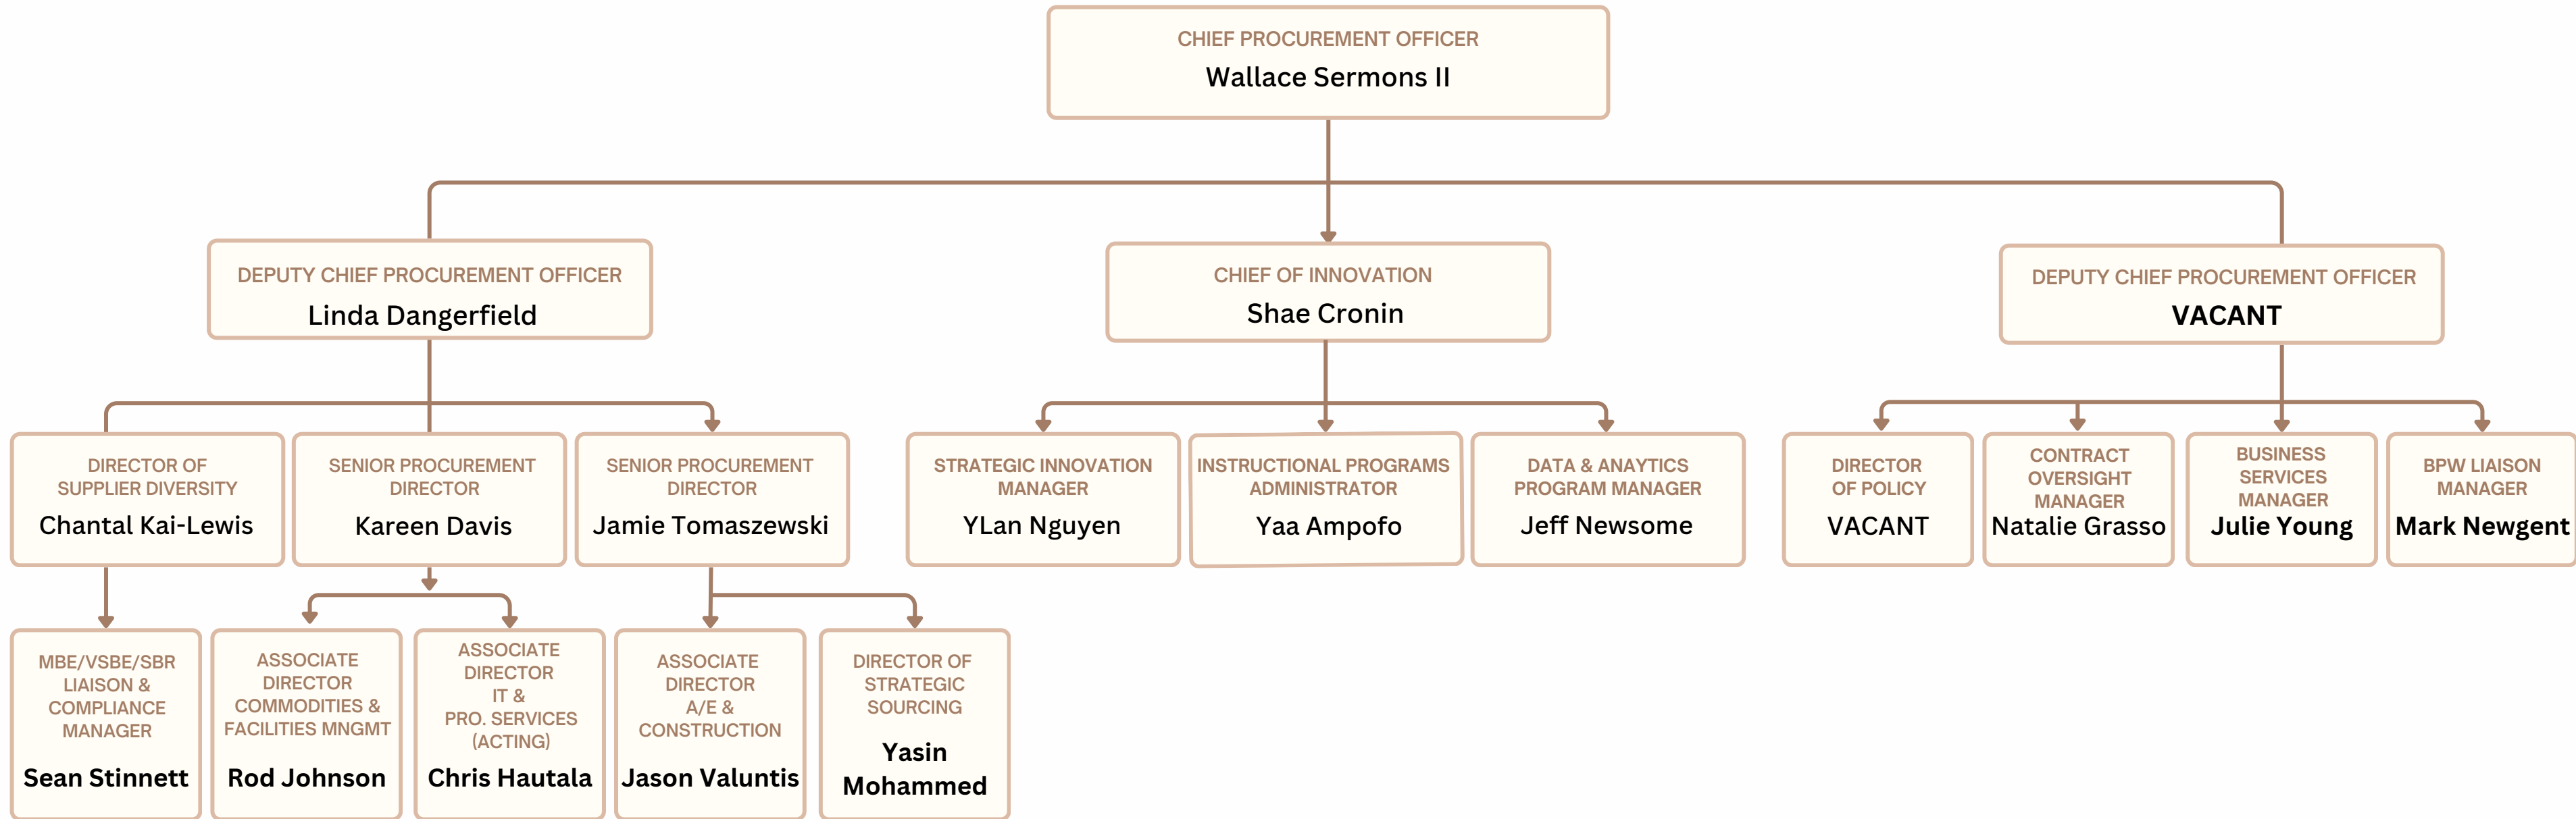 CHIEF PROCUREMENT OFFICER
Wallace Sermons II
DEPUTY CHIEF PROCUREMENT OFFICER
Linda Dangerfield
CHIEF OF INNOVATION
Shae Cronin
DEPUTY CHIEF PROCUREMENT OFFICER
VACANT
DIRECTOR OF
SUPPLIER DIVERSITY
Chantal Kai-Lewis
SENIOR PROCUREMENT
DIRECTOR
Kareen Davis
SENIOR PROCUREMENT
DIRECTOR
Jamie Tomaszewski
STRATEGIC INNOVATION
MANAGER
YLan Nguyen
INSTRUCTIONAL PROGRAMS
ADMINISTRATOR
Yaa Ampofo
DATA & ANAYTICS
PROGRAM MANAGER
Jeff Newsome
DIRECTOR
OF POLICY
VACANT
CONTRACT
OVERSIGHT
MANAGER
Natalie Grasso
BUSINESS
SERVICES
MANAGER
Julie Young
BPW LIAISON
MANAGER
Mark Newgent
MBE/VSBE/SBR
LIAISON &
COMPLIANCE
MANAGER
Sean Stinnett
ASSOCIATE
DIRECTOR
COMMODITIES &
FACILITIES MNGMT
Rod Johnson
ASSOCIATE
DIRECTOR
IT &
PRO. SERVICES
(ACTING)
Chris Hautala
ASSOCIATE
DIRECTOR
A/E &
CONSTRUCTION
Jason Valuntis
DIRECTOR OF
STRATEGIC
SOURCING
Yasin
Mohammed